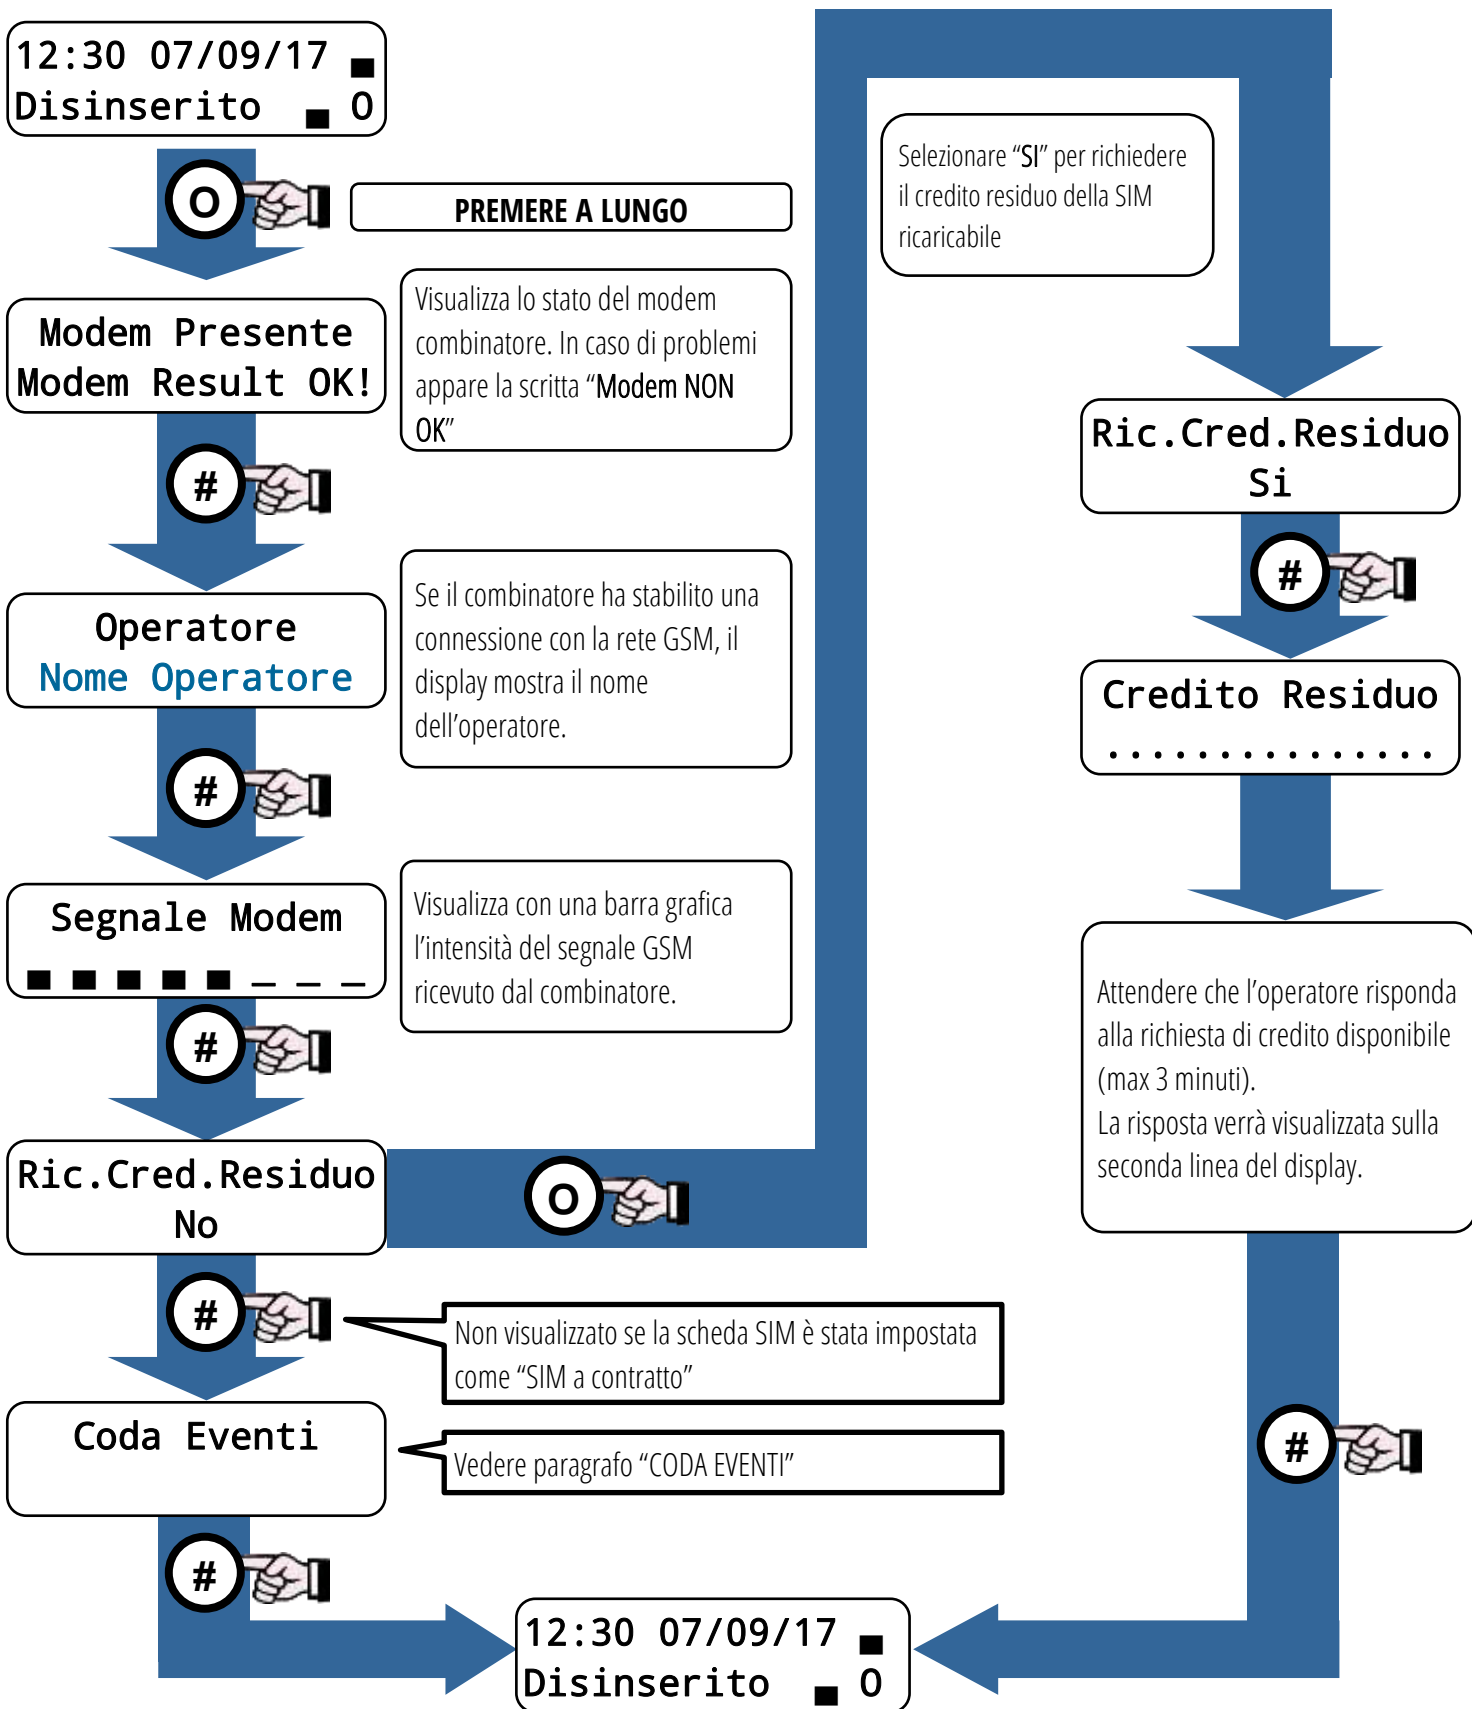 12:30 07/09/17 ▄
Disinserito ▄ O
O
PREMERE A LUNGO
Modem Presente
Modem Result OK!
Visualizza lo stato del modem
combinatore. In caso di problemi
appare la scritta “Modem NON
OK”
#
Operatore
Nome Operatore
Se il combinatore ha stabilito una
connessione con la rete GSM, il
display mostra il nome
dell’operatore.
#
Segnale Modem
▄ ▄ ▄ ▄ ▄ _ _ _
Visualizza con una barra grafica
l’intensità del segnale GSM
ricevuto dal combinatore.
#
Ric.Cred.Residuo
No
O
#
Non visualizzato se la scheda SIM è stata impostata
come “SIM a contratto”
Coda Eventi
Vedere paragrafo “CODA EVENTI”
#
Selezionare “SI” per richiedere
il credito residuo della SIM
ricaricabile
Ric.Cred.Residuo
Si
#
Credito Residuo
...............
Attendere che l’operatore risponda
alla richiesta di credito disponibile
(max 3 minuti).
La risposta verrà visualizzata sulla
seconda linea del display.
#
12:30 07/09/17 ▄
Disinserito ▄ O